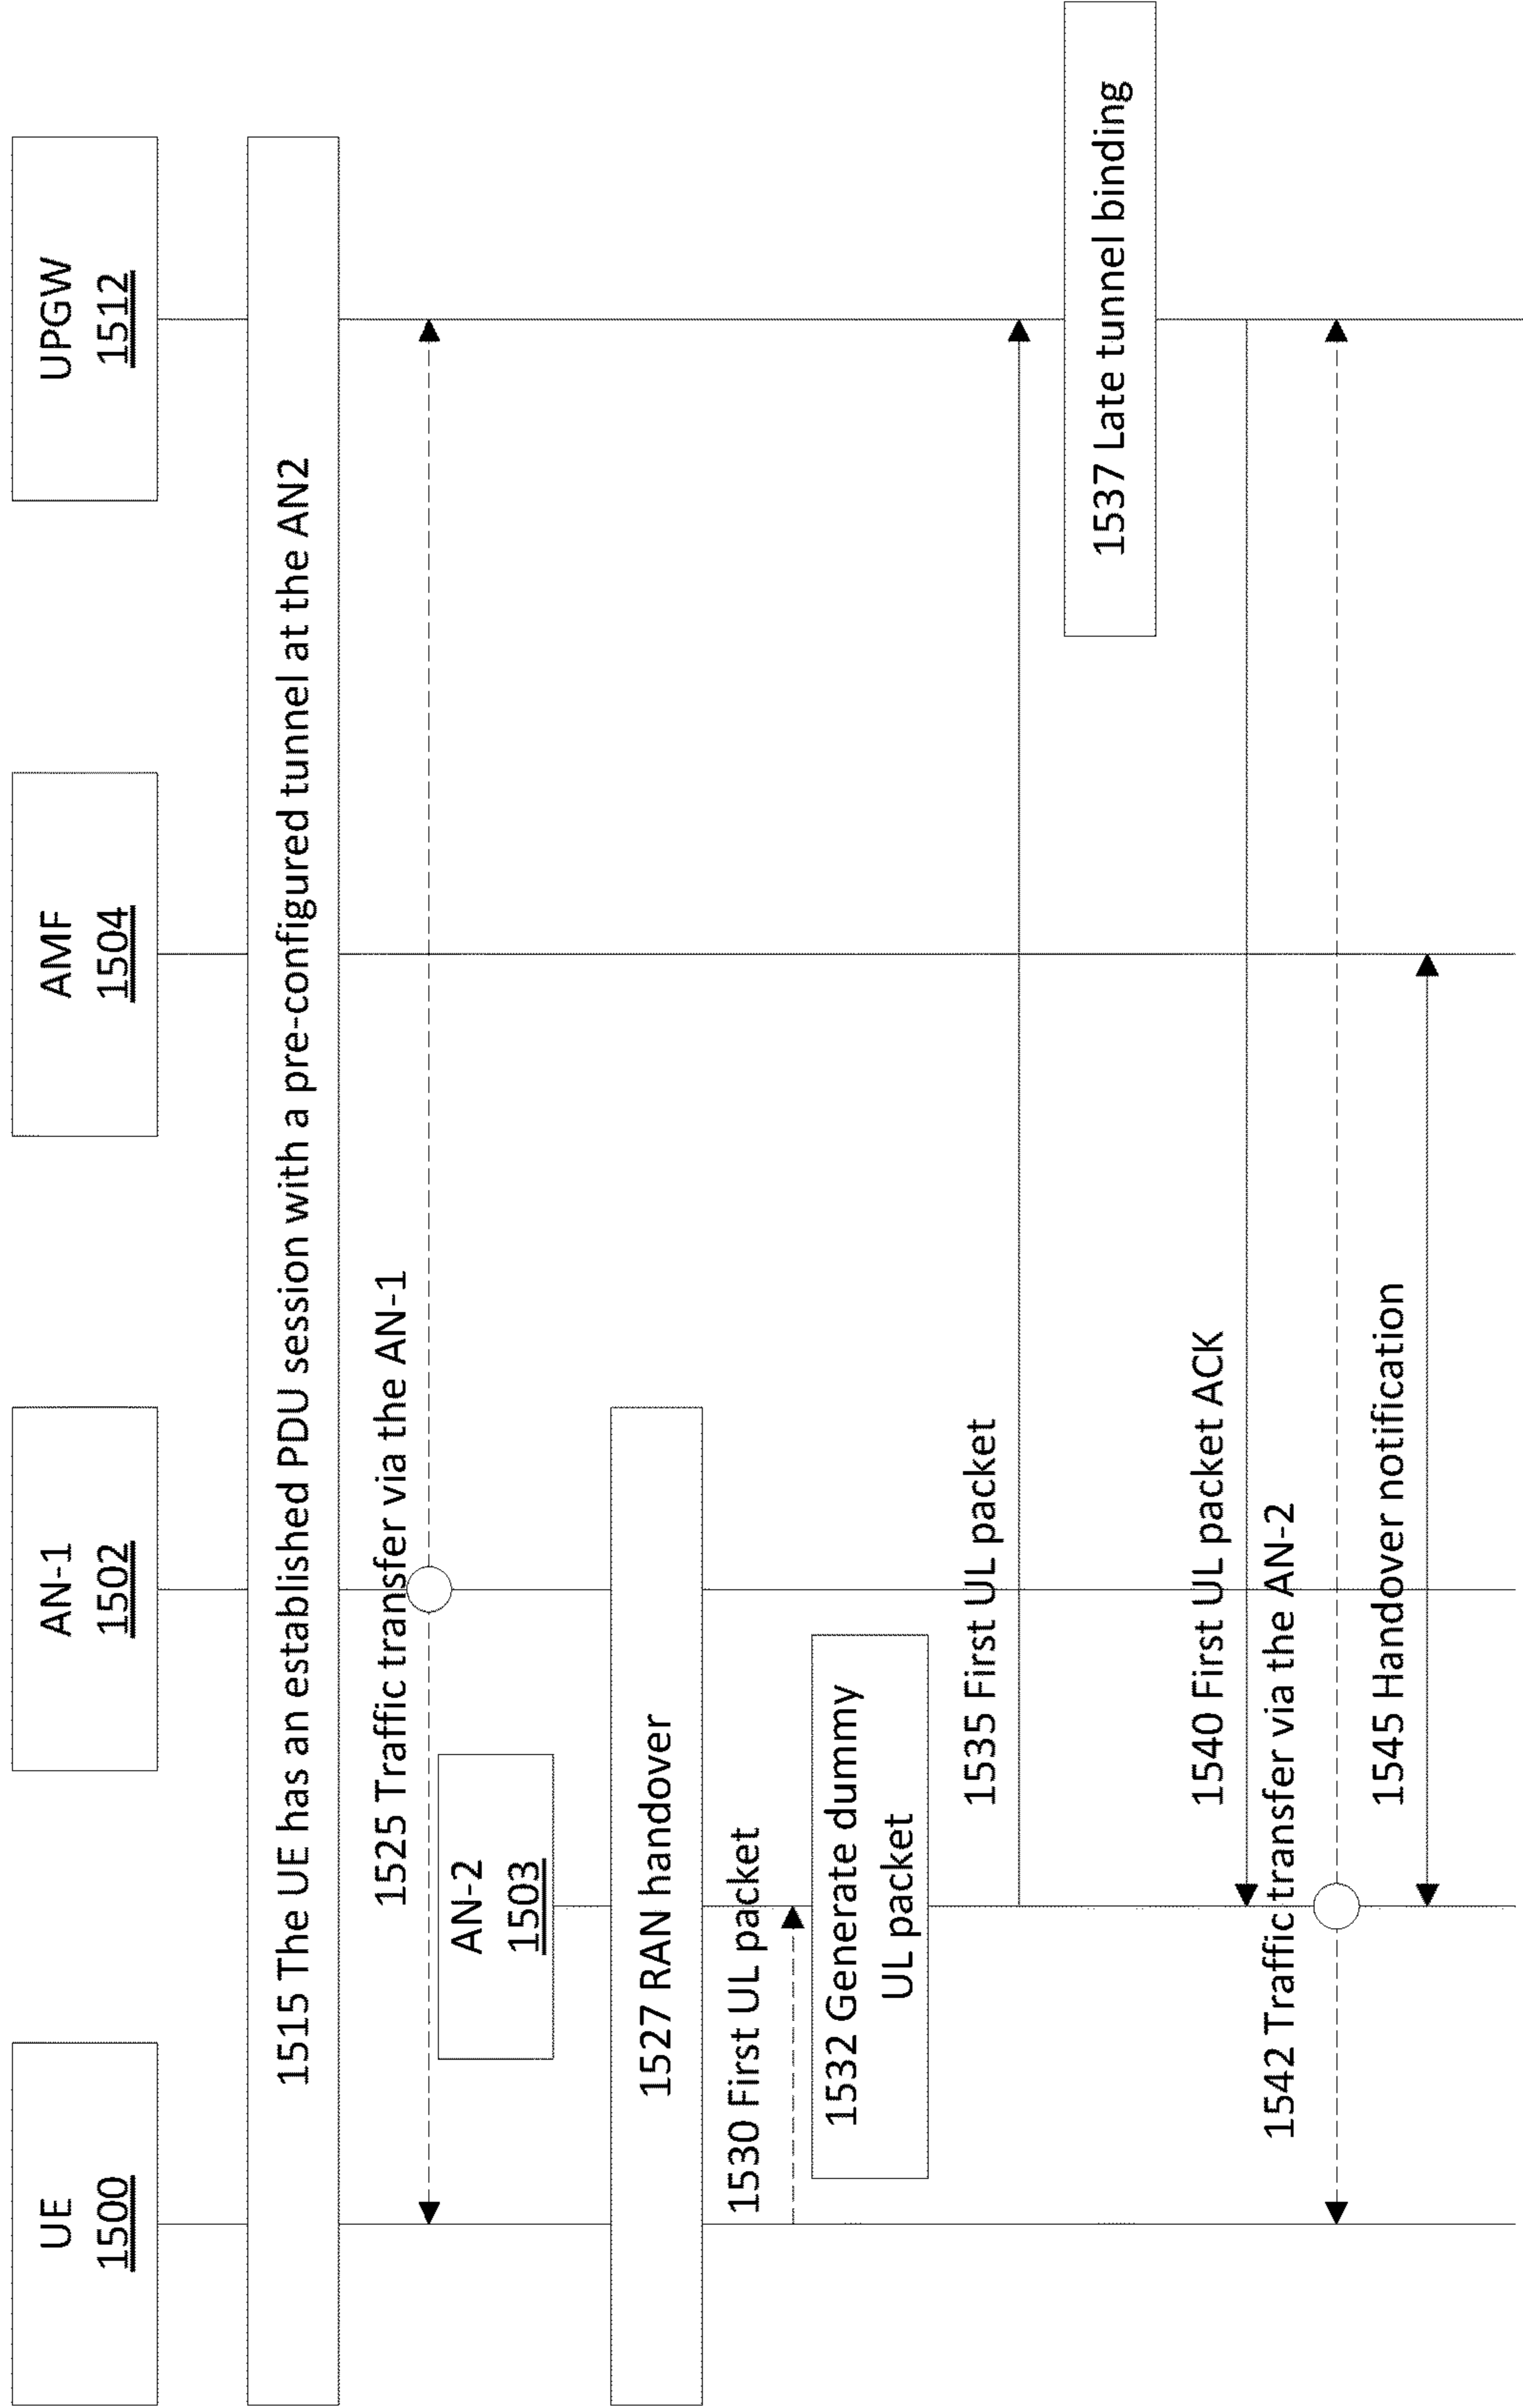 UE
1500
AN-1
1502
AMF
1504
UPGW
1512
1515 The UE has an established PDU session with a pre-configured tunnel at the AN2
1525 Traffic transfer via the AN-1
AN-2
1503
1527 RAN handover
1530 First UL packet
1532 Generate dummy
UL packet
1535 First UL packet
1537 Late tunnel binding
1540 First UL packet ACK
1542 Traffic transfer via the AN-2
1545 Handover notification